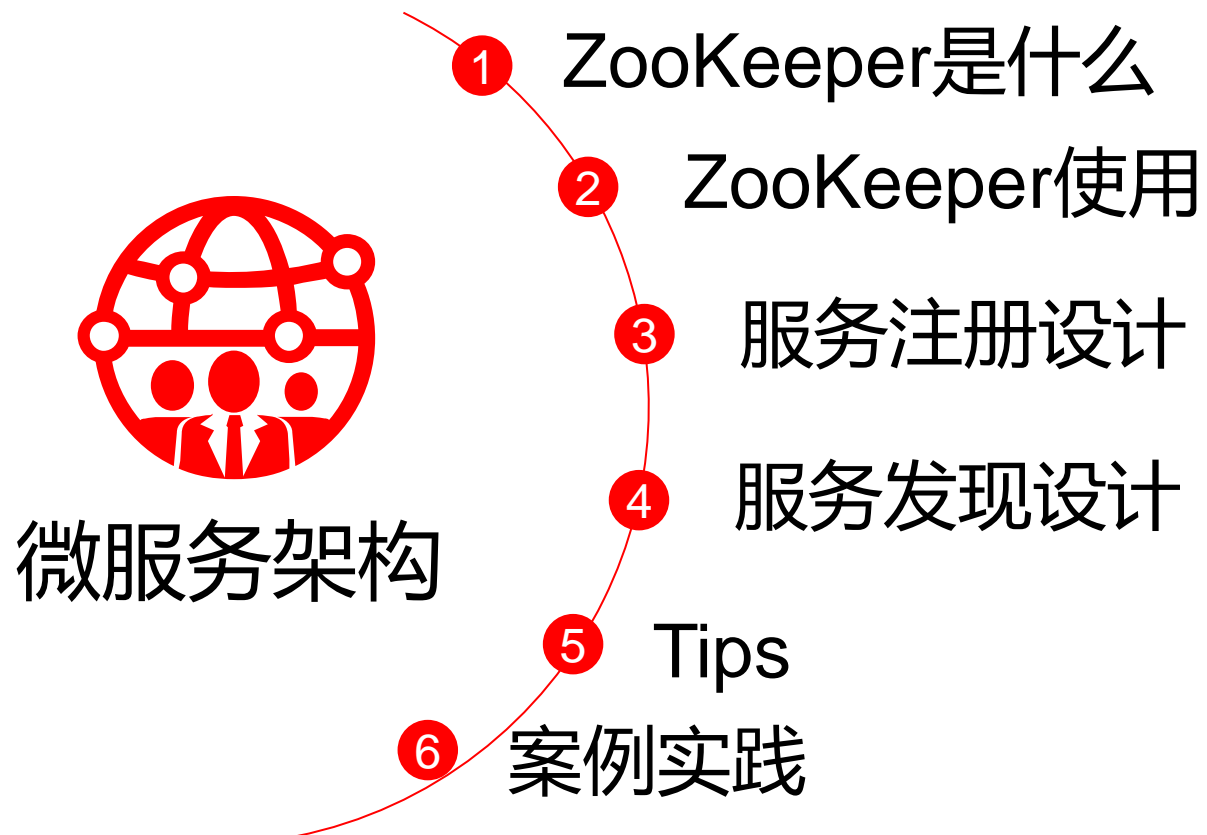 1 ZooKeeper是什么
2 ZooKeeper使用
3 服务注册设计
4 服务发现设计
微服务架构
5 Tips
6 案例实践